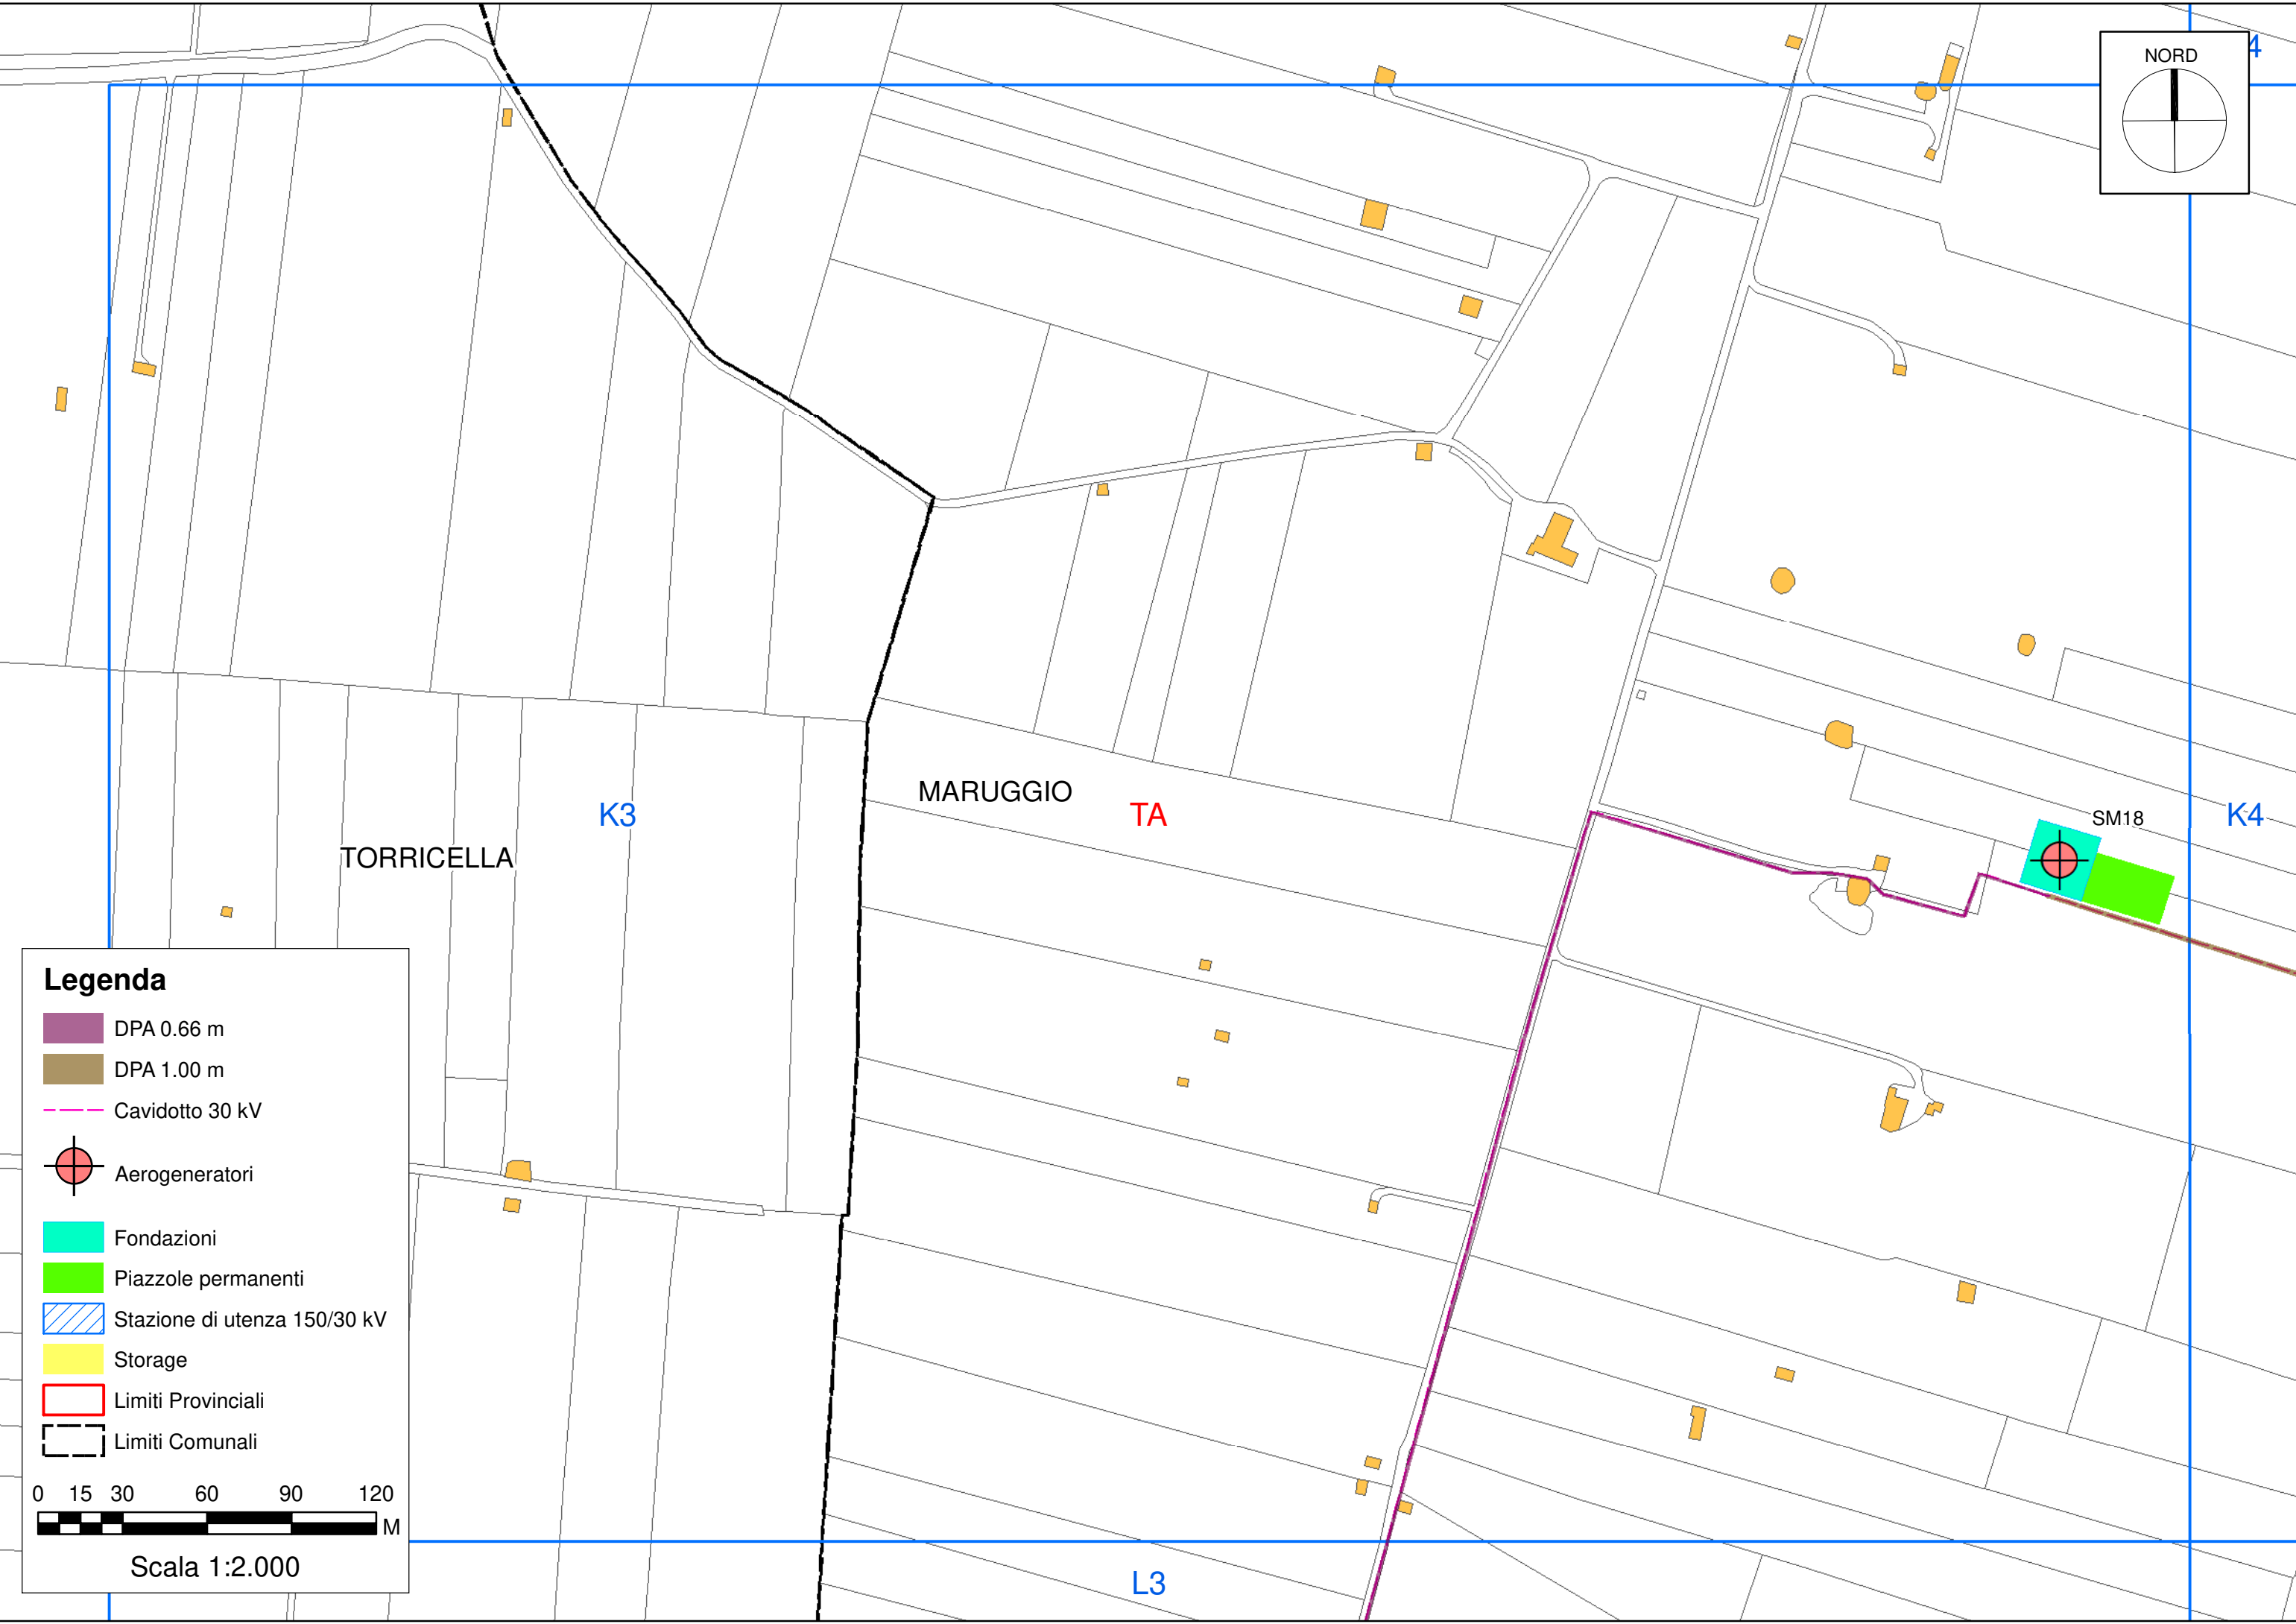 4
NORD
MARUGGIO
K3
TA
SM18
K4
TORRICELLA
Legenda
DPA 0.66 m
DPA 1.00 m
Cavidotto 30 kV
Aerogeneratori
Fondazioni
Piazzole permanenti
Stazione di utenza 150/30 kV
Storage
Limiti Provinciali
Limiti Comunali
0 15 30 60 90 120
M
Scala 1:2.000
L3